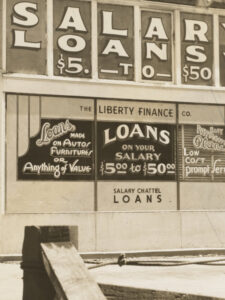 SALARY
LOANS
$5. — TO — $50
THE LIBERTY FINANCE CO.
Loans MADE
ON AUTOS
FURNITURE
OR
Anything of Value
LOANS
ON YOUR
SALARY
$5.00 to $50.00
SALARY CHATTEL
LOANS.
LOW
COST
prompt